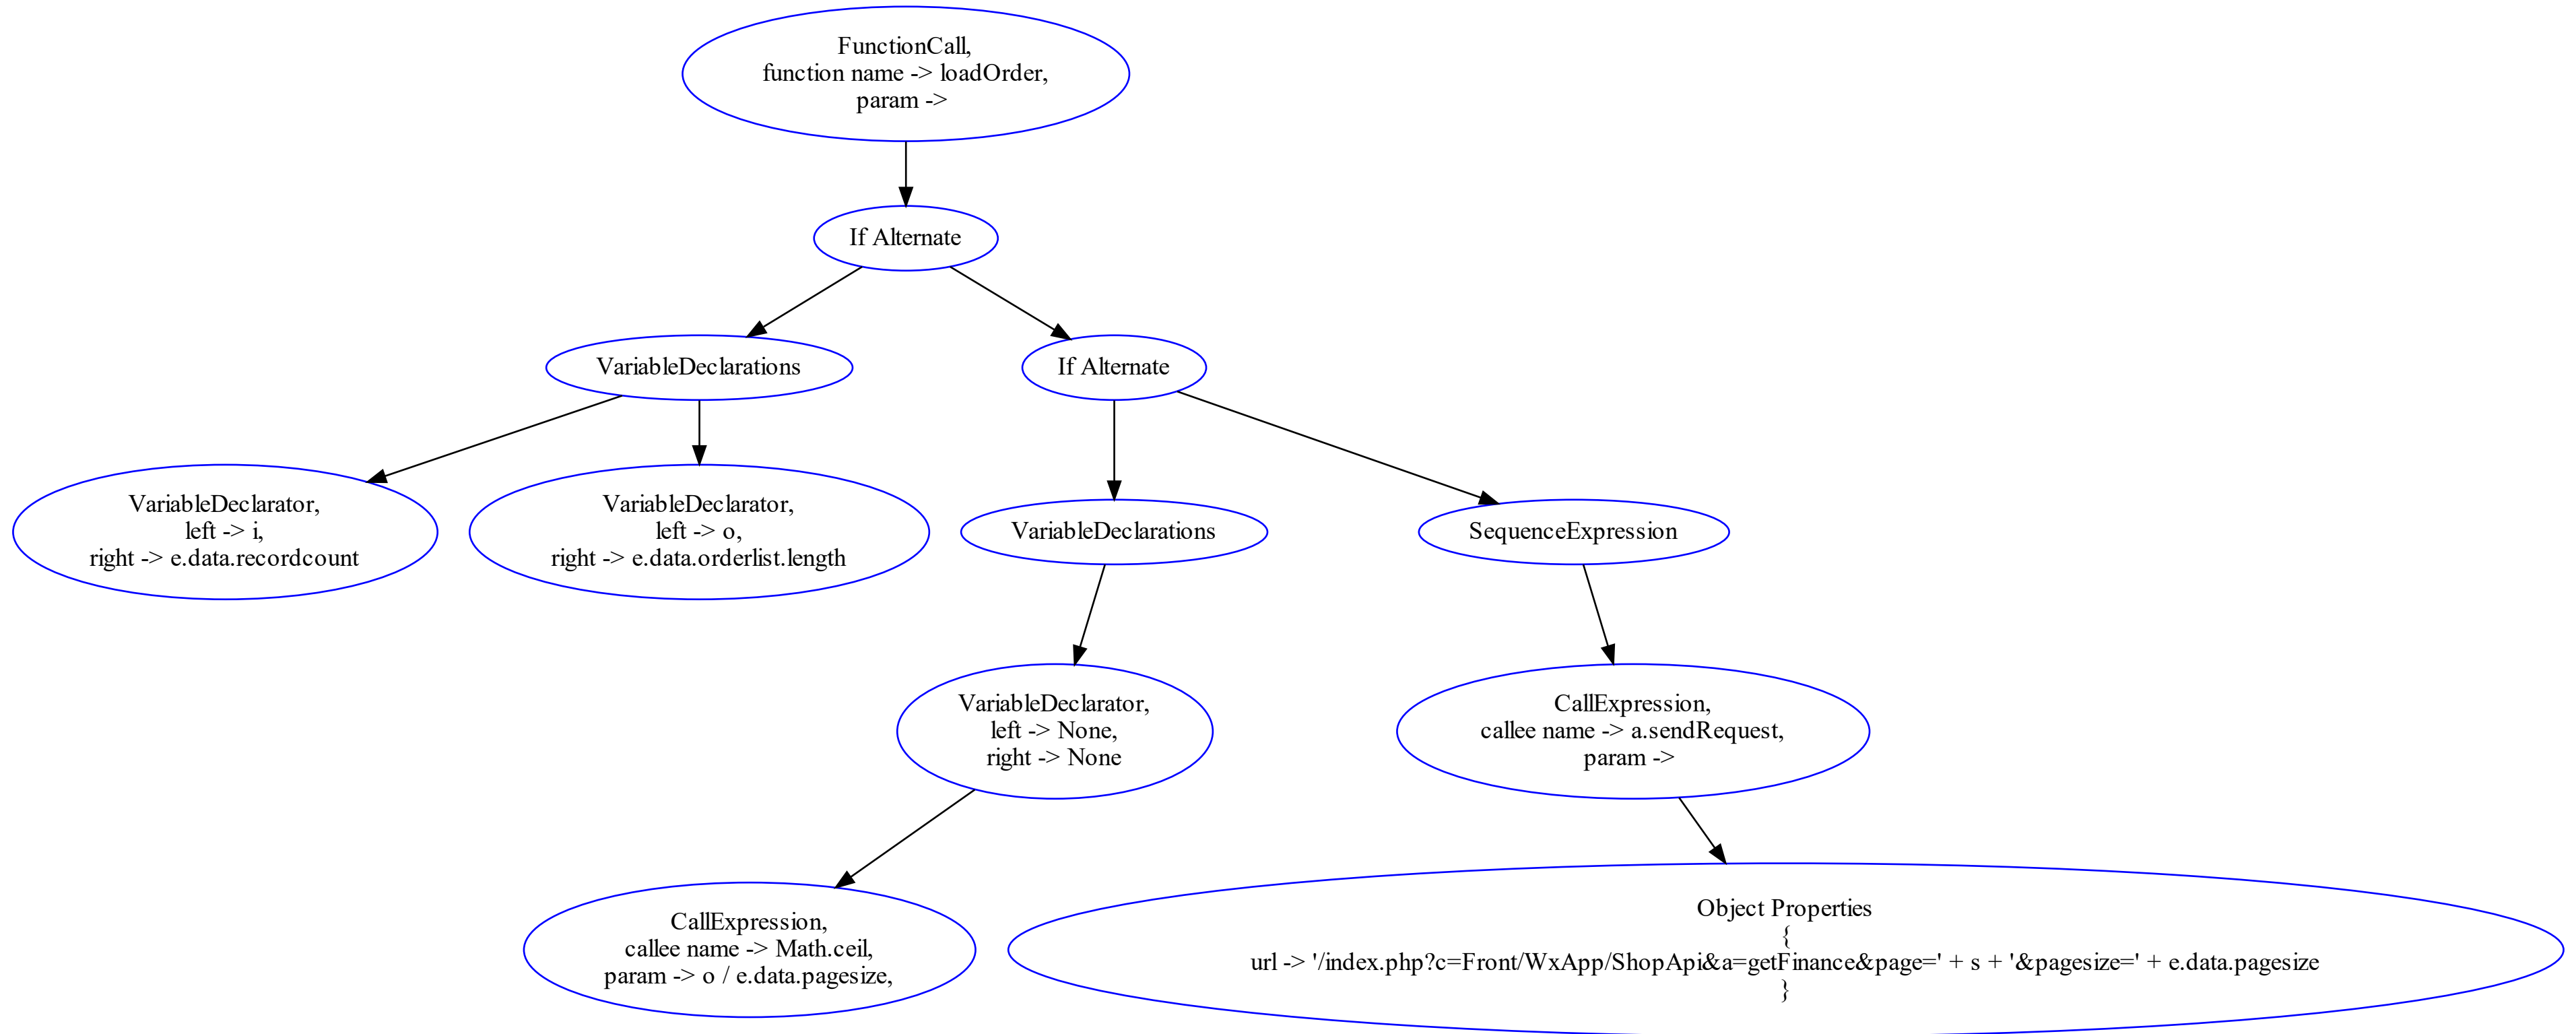 FunctionCall,
function name -> loadOrder,
param ->
If Alternate
VariableDeclarations
If Alternate
VariableDeclarator,
left -> i,
right -> e.data.recordcount
VariableDeclarator,
left -> o,
right -> e.data.orderlist.length
VariableDeclarations
SequenceExpression
VariableDeclarator,
left -> None,
right -> None
CallExpression,
callee name -> a.sendRequest,
param ->
CallExpression,
callee name -> Math.ceil,
param -> o / e.data.pagesize,
Object Properties
{
url -> '/index.php?c=Front/WxApp/ShopApi&a=getFinance&page=' + s + '&pagesize=' + e.data.pagesize
}